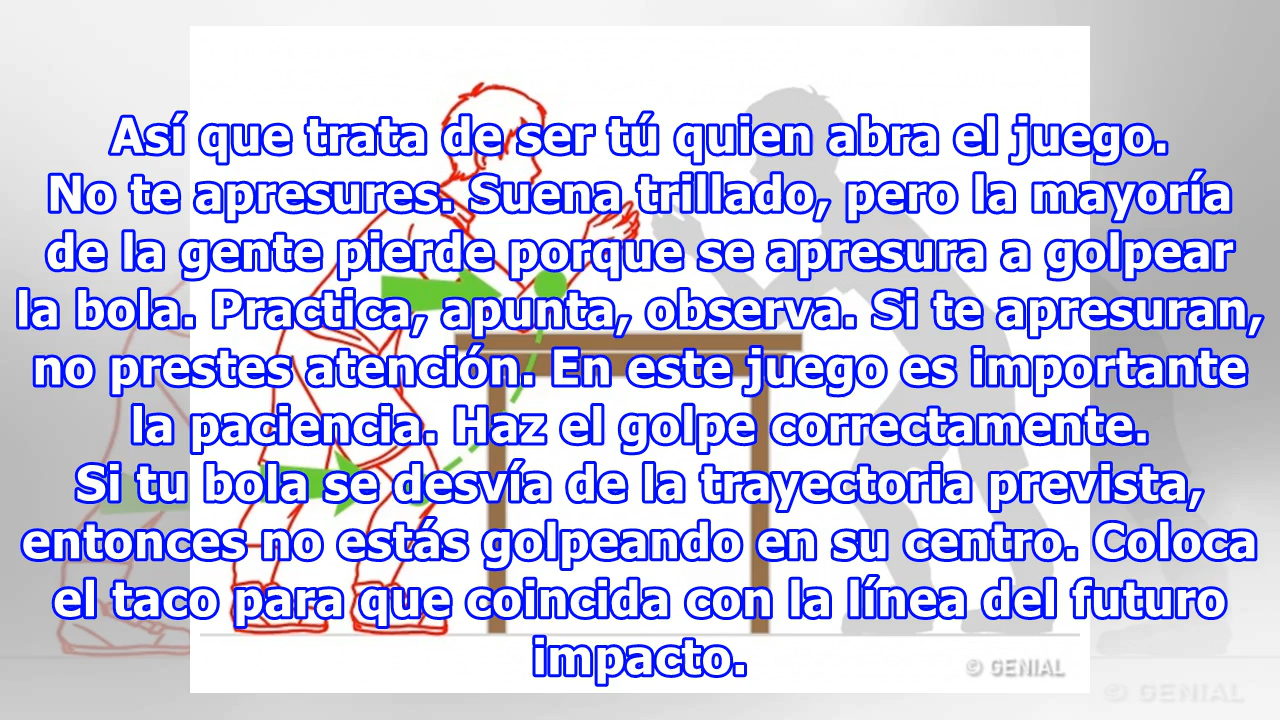 Así que trata de ser tú quien abra el juego.
No te apresures. Suena trillado, pero la mayoría
de la gente pierde porque se apresura a golpear
la bola. Practica, apunta, observa. Si te apresuran,
no prestes atención. En este juego es importante
la paciencia. Haz el golpe correctamente.
Si tu bola se desvía de la trayectoria prevista,
entonces no estás golpeando en su centro. Coloca
el taco para que coincida con la línea del futuro
impacto.
© GENIAL
© GENIAL